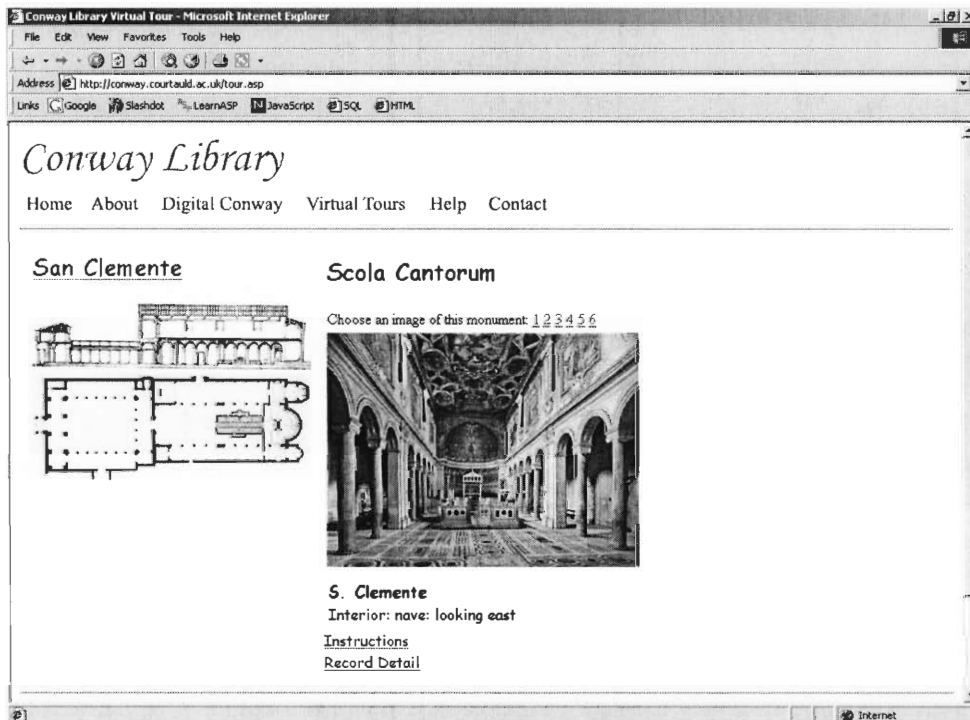 Conway Library Virtual Tour - Microsoft Internet Explorer
File Edit View Favorites Tools Help
Address http://conway.courtauld.ac.uk/tour.asp
Links Google Slashdot LearnASP JavaScript SQL HTML
Conway Library
Home About Digital Conway Virtual Tours Help Contact
San Clemente
Scola Cantorum
Choose an image of this monument: 1 2 3 4 5 6
S. Clemente
Interior: nave: looking east
Instructions
Record Detail
Internet